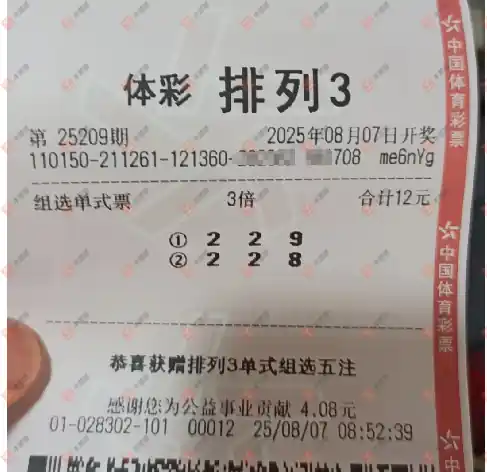 体彩 排列3
第 25209期 2025年08月07日开奖
110150-211261-121360- 708 me6nYg
组选单式票 3倍 合计12元
① 2 2 9
② 2 2 8
恭喜获赠排列3单式组选五注
感谢您为公益事业贡献 4.08元
01-028302-101 00012 25/08/07 08:52:39
中国体育彩票
中国体育彩票
中